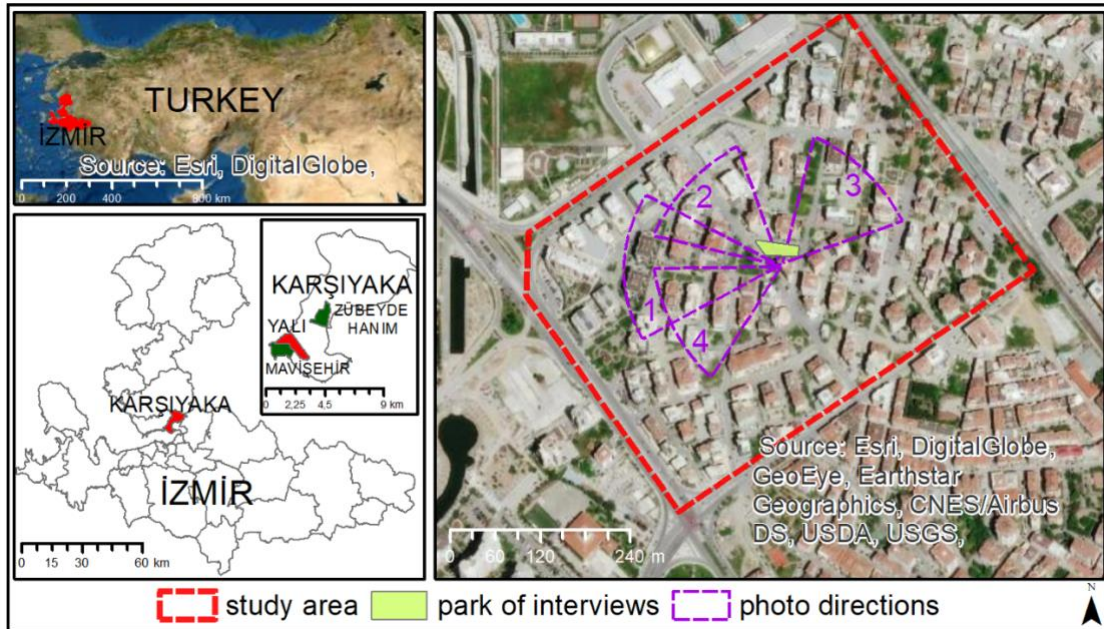 TURKEY
İZMİR
Source: Esri, DigitalGlobe,
0 200 400 800 km
KARŞIYAKA
İZMİR
0 15 30 60 km
KARŞIYAKA
ZÜBEYDE
HANIM
YALI
MAVİŞEHİR
0 2,25 4,5 9 km
2
3
1
4
Source: Esri, DigitalGlobe,
GeoEye, Earthstar
Geographics, CNES/Airbus
DS, USDA, USGS,
0 60 120 240 m
study area park of interviews photo directions
N